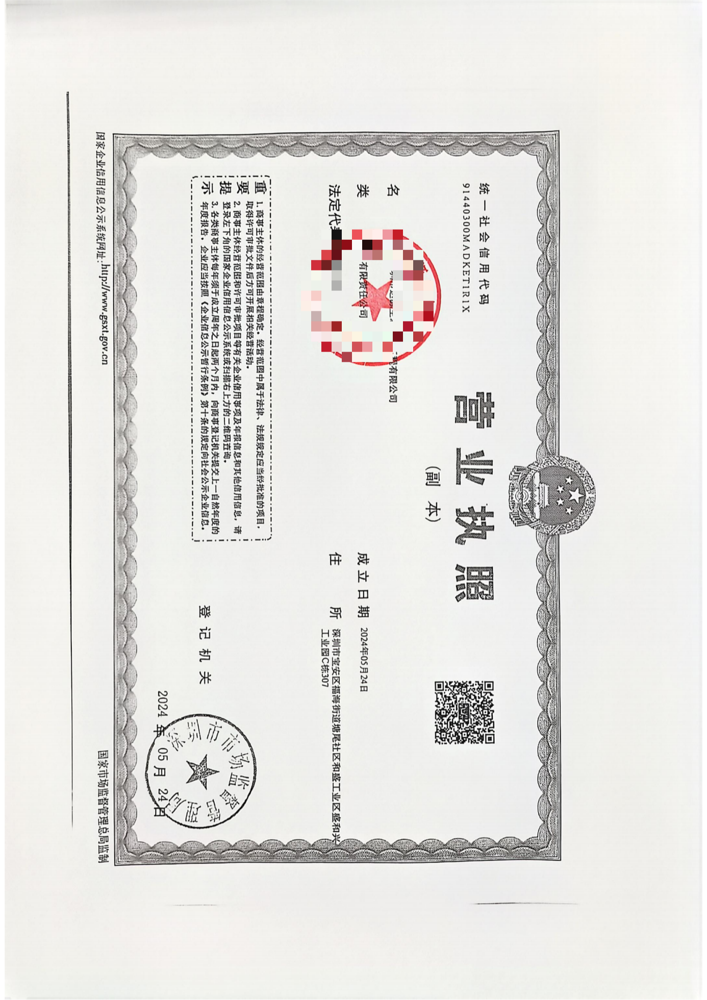 统一社会信用代码
91440300MADKET1R1X
营业执照
(副 本)
名
有限公司
类
有限责任公司
法定代
成立日期 2024年05月24日
住所 深圳市宝安区福海街道塘尾社区和盛工业区盛和兴
工业园C栋307
重要提示
1. 商事主体的经营范围由章程确定。经营范围中属于法律、法规规定应当经批准的项目,
取得许可审批文件后方可开展相关经营活动。
2. 商事主体经营范围和许可审批项目等有关企业信用事项及年报信息和其他信用信息,请
登录左下角的国家企业信用信息公示系统或扫描右上方的二维码查询。
3. 各类商事主体每年须于成立周年之日起两个月内,向商事登记机关提交上一自然年度的
年度报告。企业应当按照《企业信息公示暂行条例》第十条的规定向社会公示企业信息。
登记机关
深圳市市场监督管理局
2024 年 05 月 24 日
国家企业信用信息公示系统网址:http://www.gsxt.gov.cn
国家市场监督管理总局监制